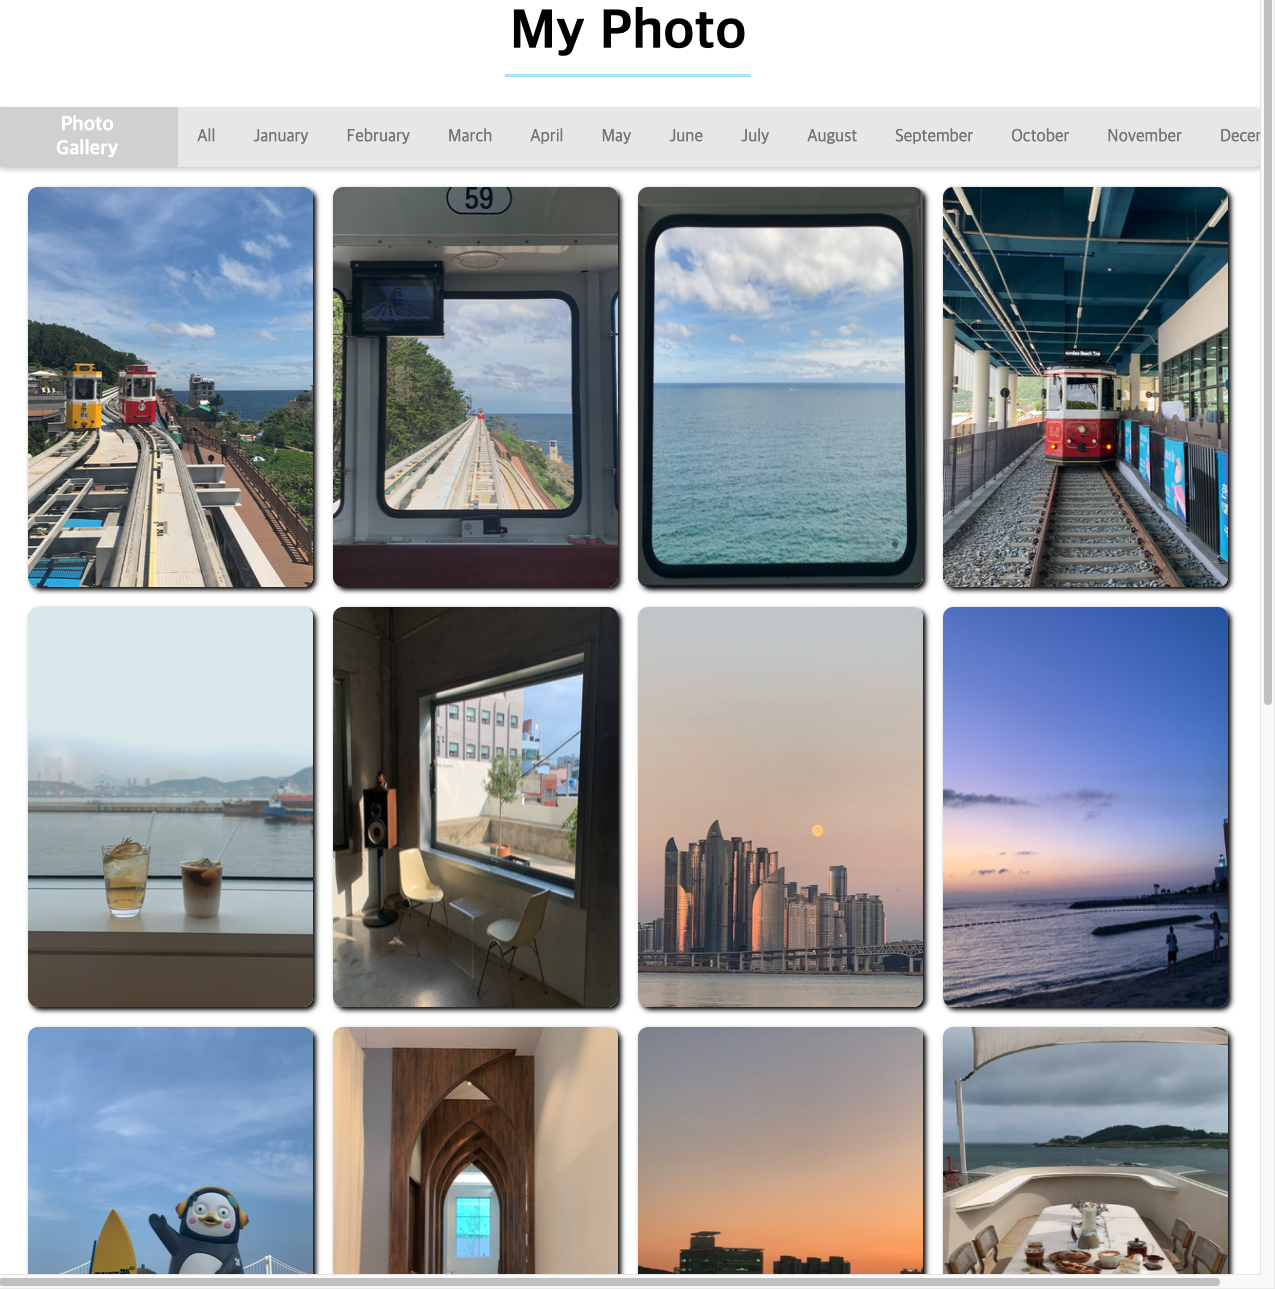 My Photo
Photo
Gallery
All January February March April May June July August September October November Decer
59